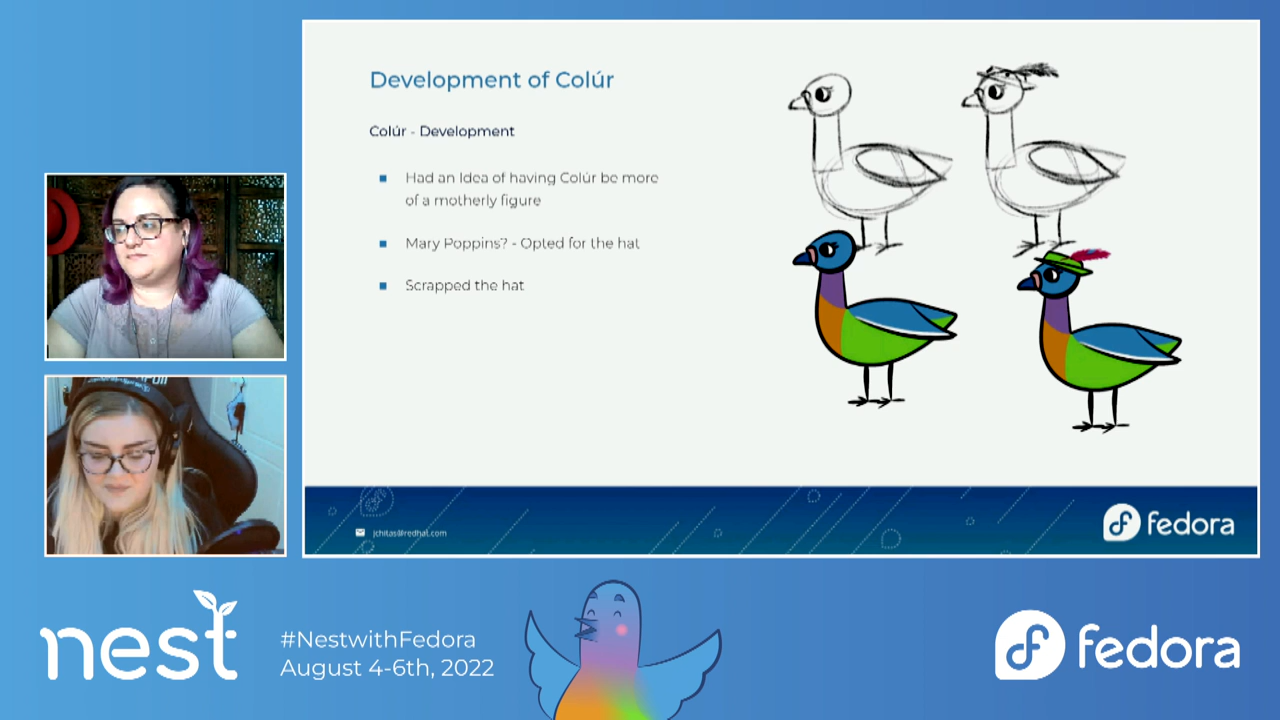 Development of Colúr
Colúr - Development
Had an Idea of having Colúr be more
of a motherly figure
Mary Poppins? - Opted for the hat
Scrapped the hat
jchitas@redhat.com
fedora
nest
#NestwithFedora
August 4-6th, 2022
fedora